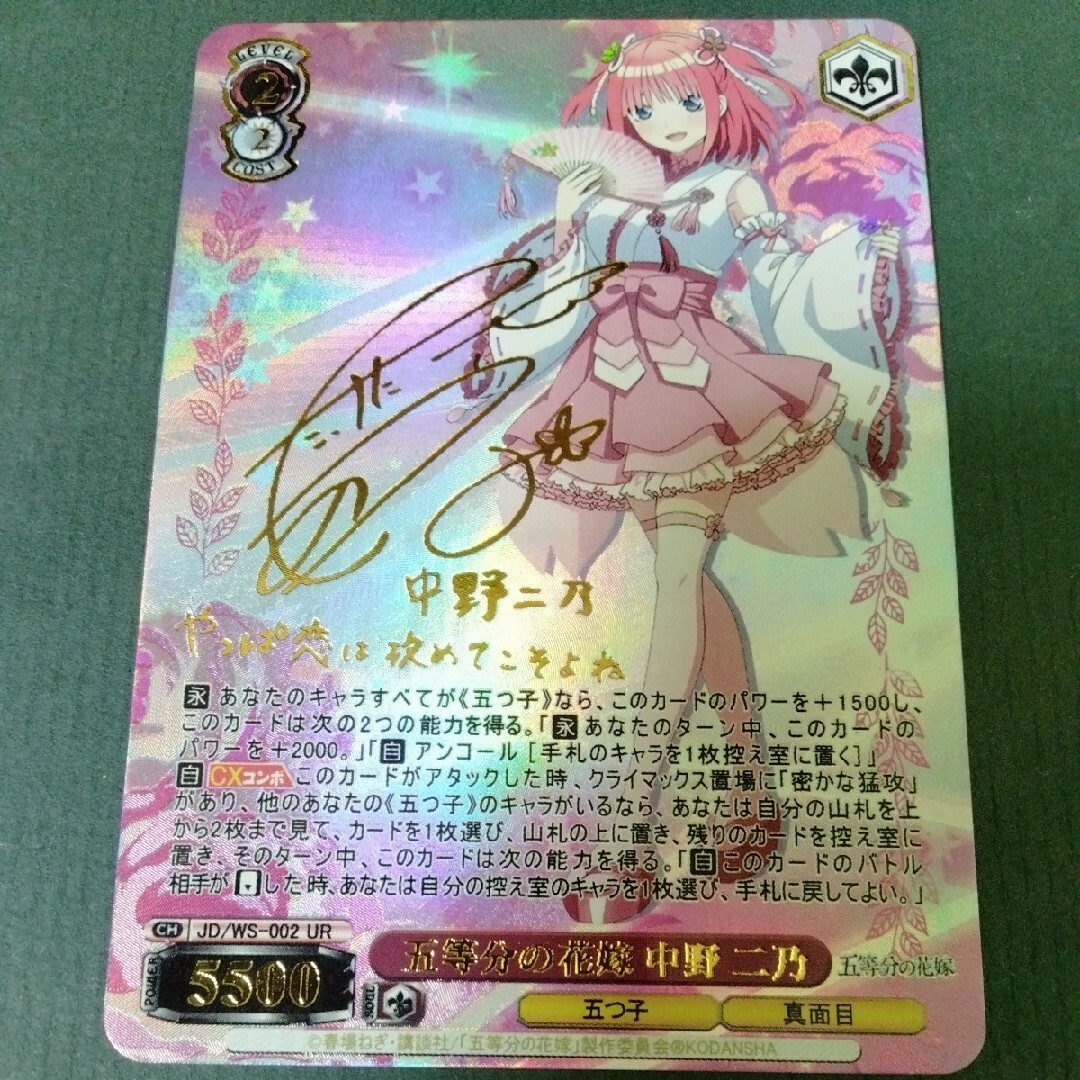 LEVEL
2
2
COST
中野二乃
やっぱ恋は攻めてこそよね
永 あなたのキャラすべてが《五つ子》なら、このカードのパワーを＋1500し、
このカードは次の2つの能力を得る。「永 あなたのターン中、このカードの
パワーを＋2000。」「自 アンコール ［手札のキャラを1枚控え室に置く］」
自 CXコンボ このカードがアタックした時、クライマックス置場に「密かな猛攻」
があり、他のあなたの《五つ子》のキャラがいるなら、あなたは自分の山札を上
から2枚まで見て、カードを1枚選び、山札の上に置き、残りのカードを控え室に
置き、そのターン中、このカードは次の能力を得る。「自 このカードのバトル
相手がした時、あなたは自分の控え室のキャラを1枚選び、手札に戻してよい。」
CH JD/WS-002 UR
POWER 5500 SOUL
五等分の花嫁 中野 二乃
五等分の花嫁
五つ子 真面目
©春場ねぎ・講談社/「五等分の花嫁」製作委員会®KODANSHA